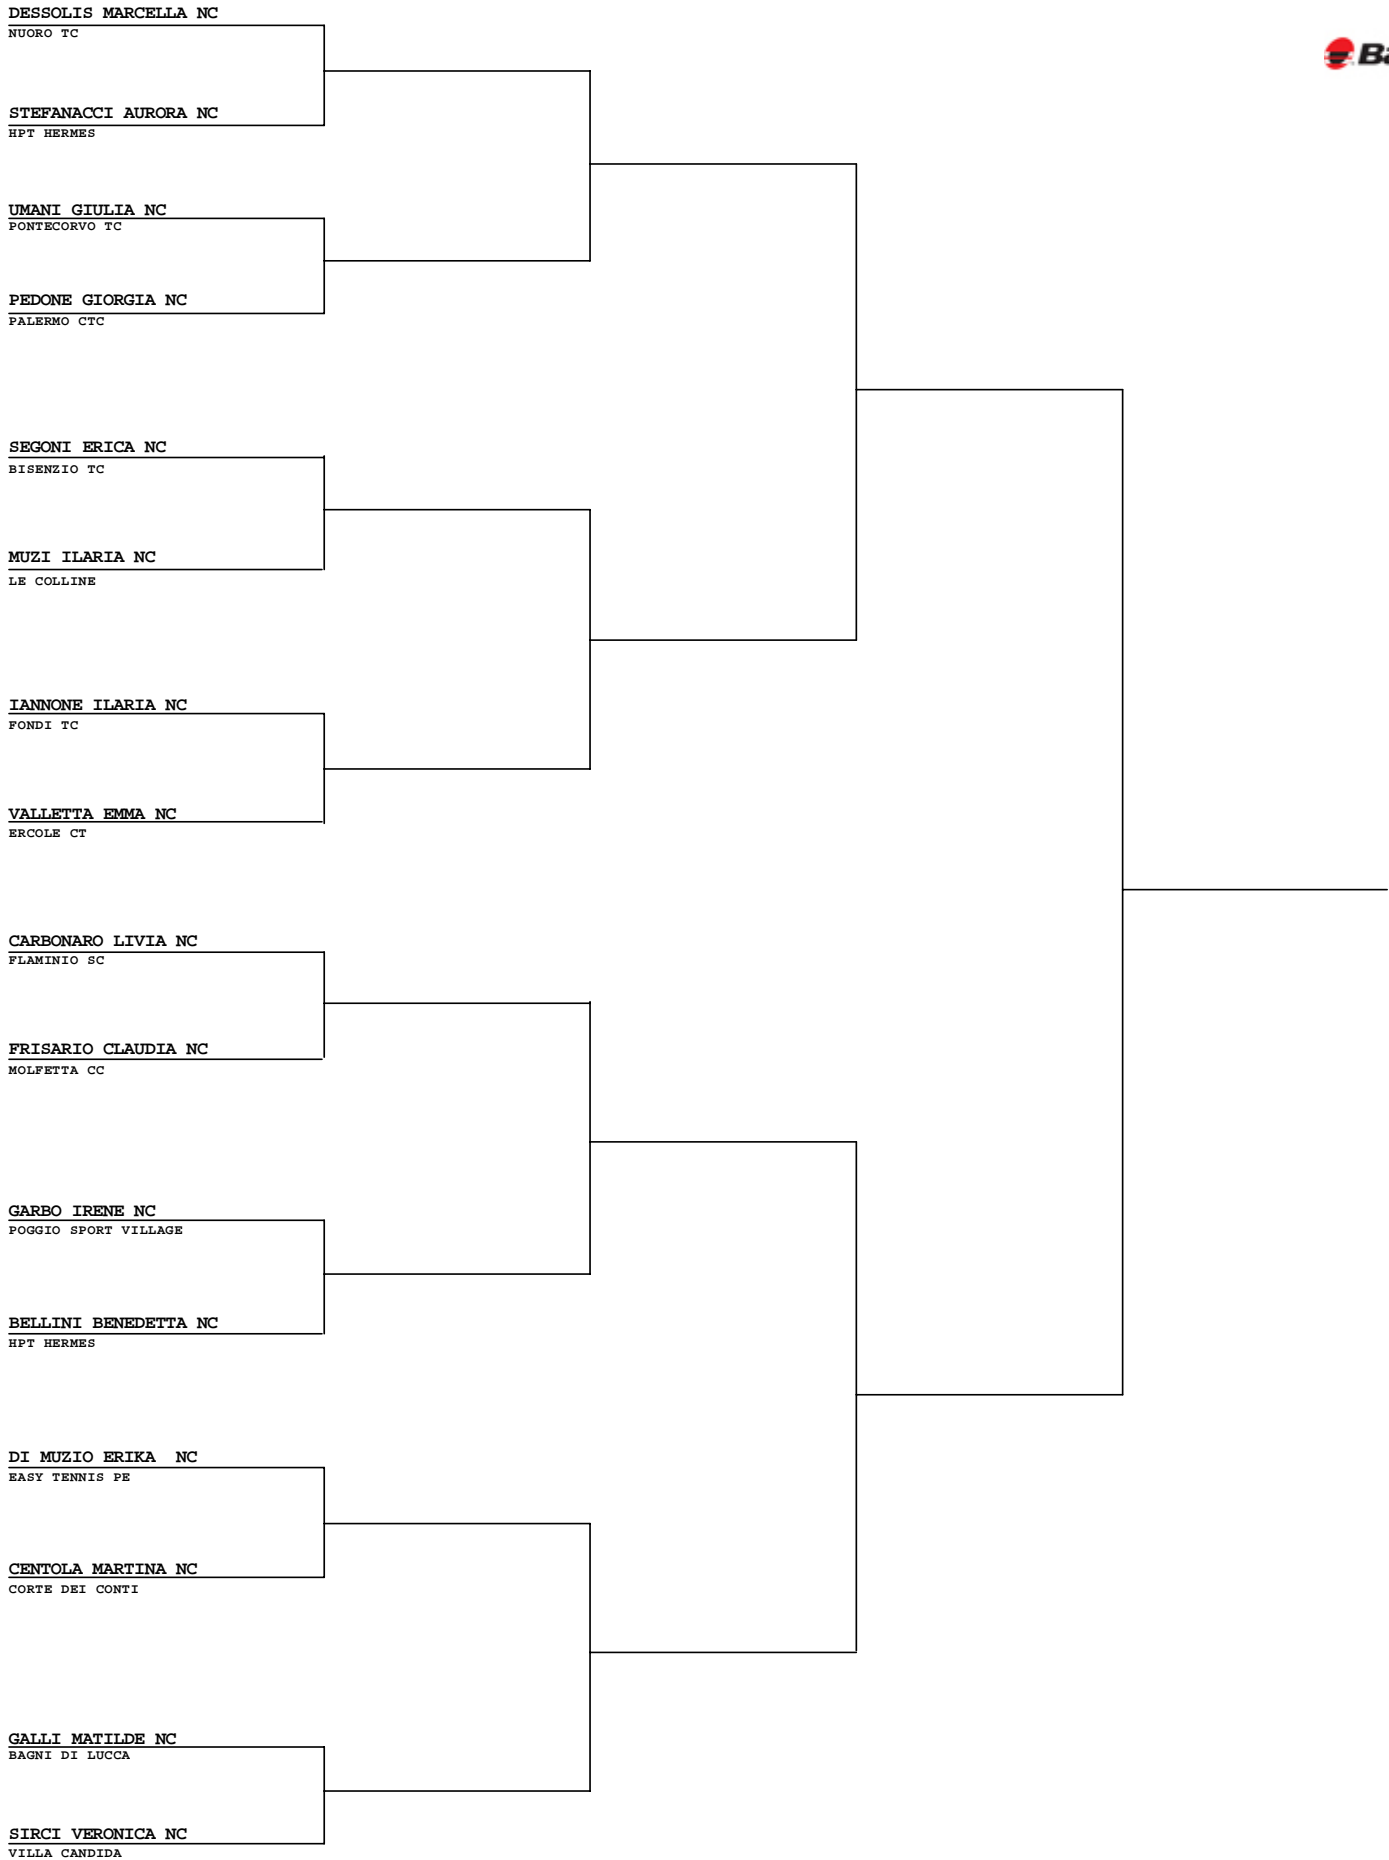 DESSOLIS MARCELLA NC
NUORO TC
STEFANACCI AURORA NC
HPT HERMES
UMANI GIULIA NC
PONTECORVO TC
PEDONE GIORGIA NC
PALERMO CTC
SEGONI ERICA NC
BISENZIO TC
MUZI ILARIA NC
LE COLLINE
IANNONE ILARIA NC
FONDI TC
VALLETTA EMMA NC
ERCOLE CT
CARBONARO LIVIA NC
FLAMINIO SC
FRISARIO CLAUDIA NC
MOLFETTA CC
GARBO IRENE NC
POGGIO SPORT VILLAGE
BELLINI BENEDETTA NC
HPT HERMES
DI MUZIO ERIKA  NC
EASY TENNIS PE
CENTOLA MARTINA NC
CORTE DEI CONTI
GALLI MATILDE NC
BAGNI DI LUCCA
SIRCI VERONICA NC
VILLA CANDIDA